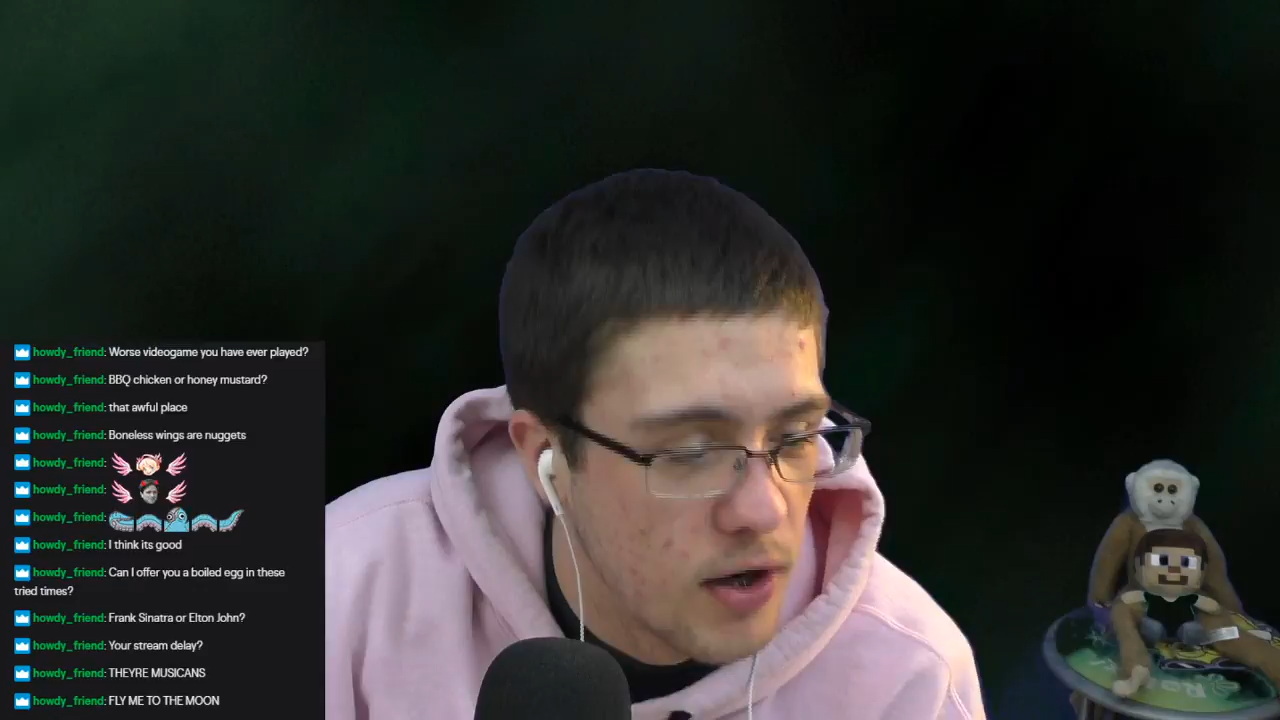 howdy_friend: Worse videogame you have ever played?
howdy_friend: BBQ chicken or honey mustard?
howdy_friend: that awful place
howdy_friend: Boneless wings are nuggets
howdy_friend:
howdy_friend:
howdy_friend:
howdy_friend: I think its good
howdy_friend: Can I offer you a boiled egg in these
tried times?
howdy_friend: Frank Sinatra or Elton John?
howdy_friend: Your stream delay?
howdy_friend: THEYRE MUSICANS
howdy_friend: FLY ME TO THE MOON